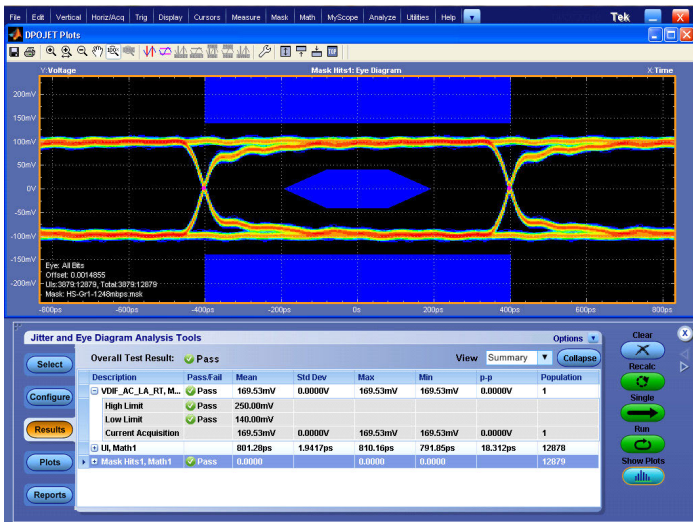 File Edit Vertical Horiz/Acq Trig Display Cursors Measure Mask Math MyScope Analyze Utilities Help Tek
DPOJET Plots
Y:Voltage Mask Hits1: Eye Diagram X:Time
200mV
150mV
100mV
50mV
0V
-50mV
-100mV
-150mV
-200mV
Eye: All Bits
Offset: 0.0014855
UIs:3879:12879, Total:3879:12879
Mask: HS-Gr1-1248mbps.msk
-600ps -400ps -200ps 0s 200ps 400ps 600ps 800ps
Jitter and Eye Diagram Analysis Tools Options Clear X
Select Overall Test Result: Pass View Summary Collapse
Recalc
Description Pass/Fail Mean Std Dev Max Min p-p Population
VDIF_AC_LA_RT, M... Pass 169.53mV 0.0000V 169.53mV 169.53mV 0.0000V 1
Configure
High Limit Pass 250.00mV
Single
Low Limit Pass 140.00mV
Results Current Acquisition 169.53mV 0.0000V 169.53mV 169.53mV 0.0000V 1
Run
UI, Math1 801.28ps 1.9417ps 810.16ps 791.85ps 18.312ps 12878
Plots Mask Hits1, Math1 Pass 0.0000 0.0000 0.0000 12879
Show Plots
Reports